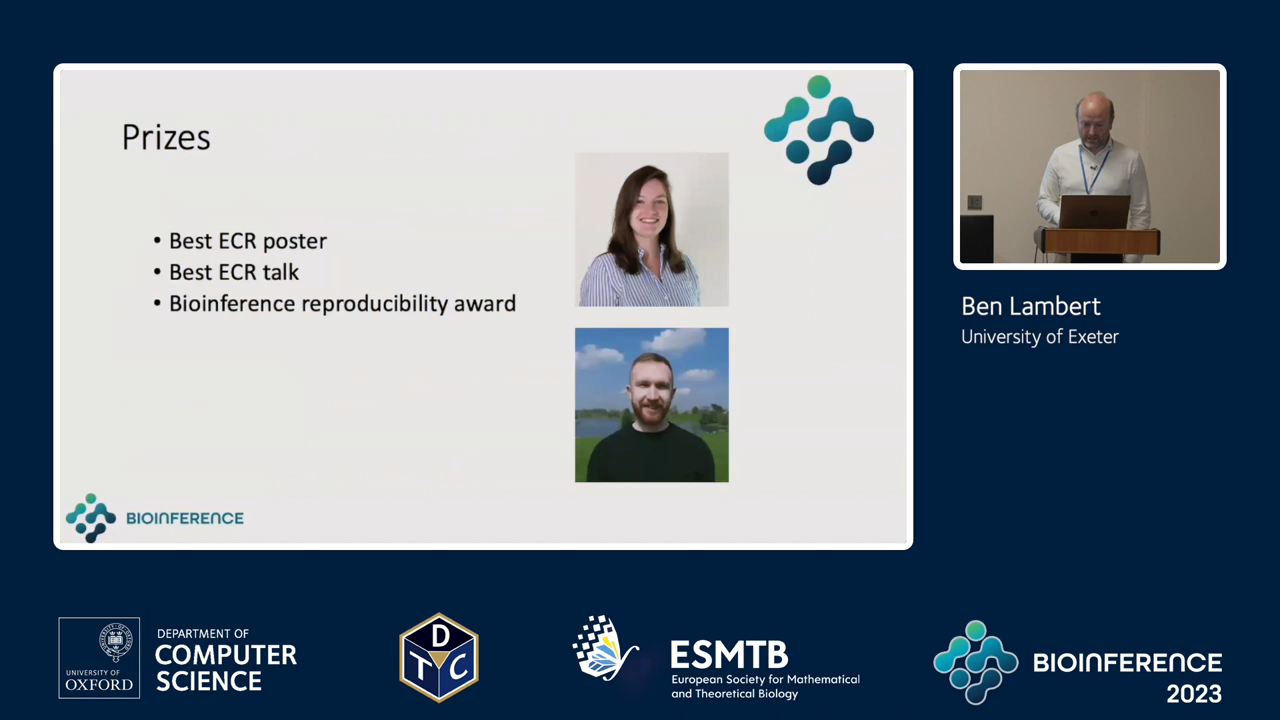 Prizes
• Best ECR poster
• Best ECR talk
• Bioinference reproducibility award
BIOINFERENCE
Ben Lambert
University of Exeter
UNIVERSITY OF
OXFORD
DEPARTMENT OF
COMPUTER
SCIENCE
D
T C
ESMTB
European Society for Mathematical
and Theoretical Biology
BIOINFERENCE
2023